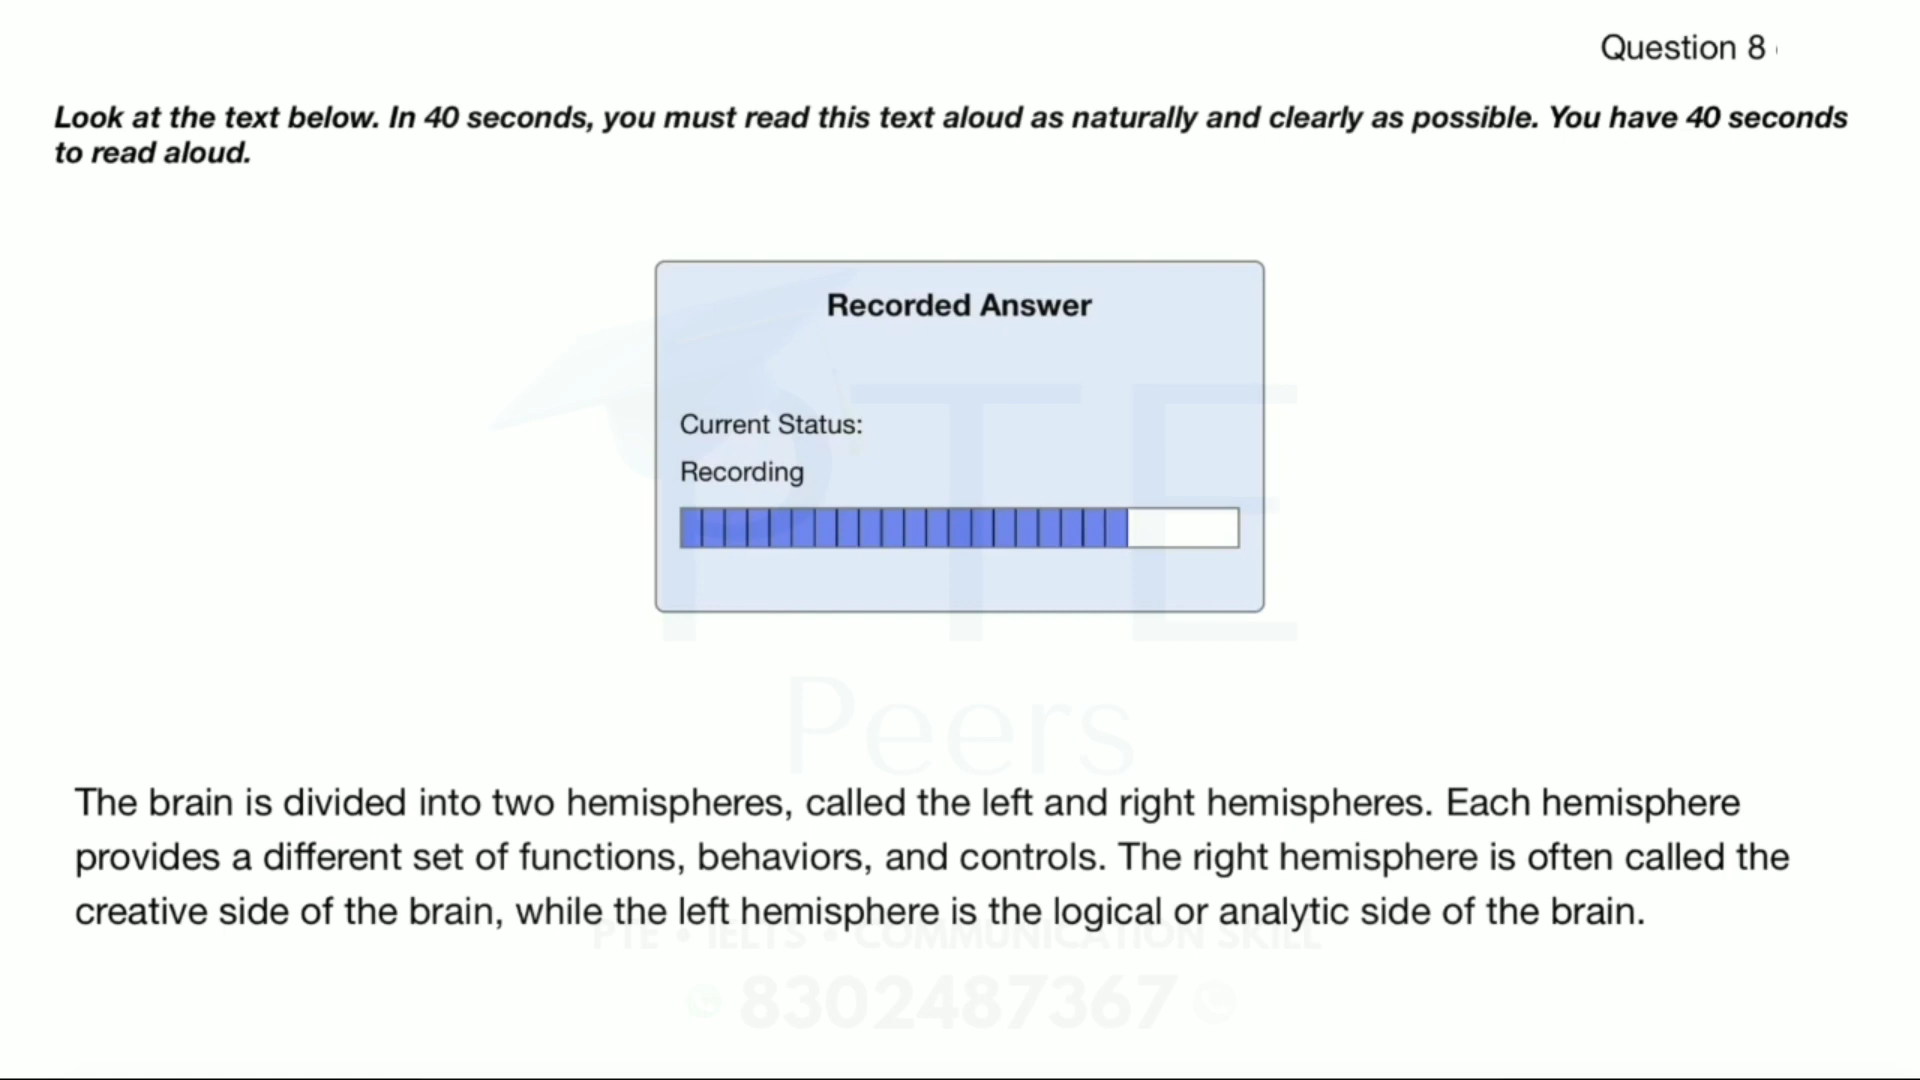 Question 8
Look at the text below. In 40 seconds, you must read this text aloud as naturally and clearly as possible. You have 40 seconds
to read aloud.
Recorded Answer
Current Status:
Recording
PTE
Peers
The brain is divided into two hemispheres, called the left and right hemispheres. Each hemisphere
provides a different set of functions, behaviors, and controls. The right hemisphere is often called the
creative side of the brain, while the left hemisphere is the logical or analytic side of the brain.
PTE • IELTS • COMMUNICATION SKILL
8302487367